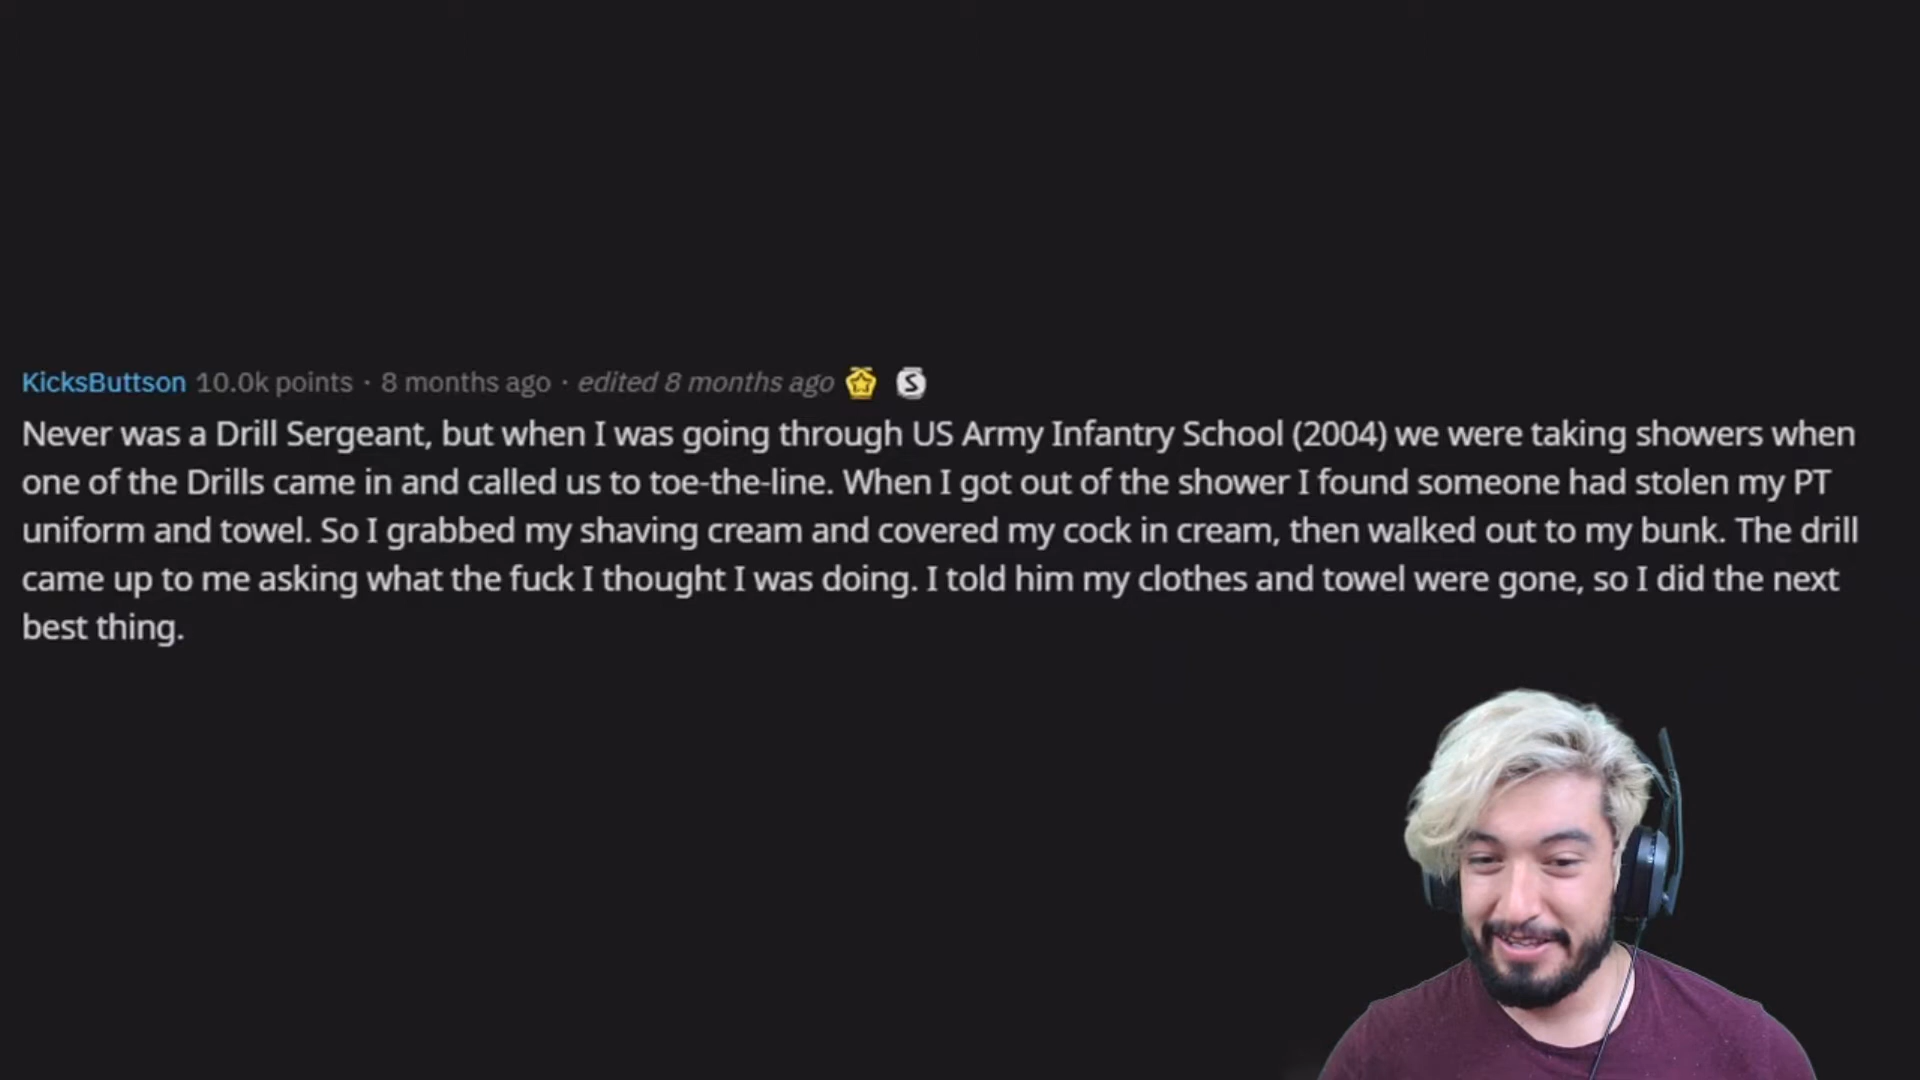 KicksButtson 10.0k points · 8 months ago · edited 8 months ago S
Never was a Drill Sergeant, but when I was going through US Army Infantry School (2004) we were taking showers when
one of the Drills came in and called us to toe-the-line. When I got out of the shower I found someone had stolen my PT
uniform and towel. So I grabbed my shaving cream and covered my cock in cream, then walked out to my bunk. The drill
came up to me asking what the fuck I thought I was doing. I told him my clothes and towel were gone, so I did the next
best thing.